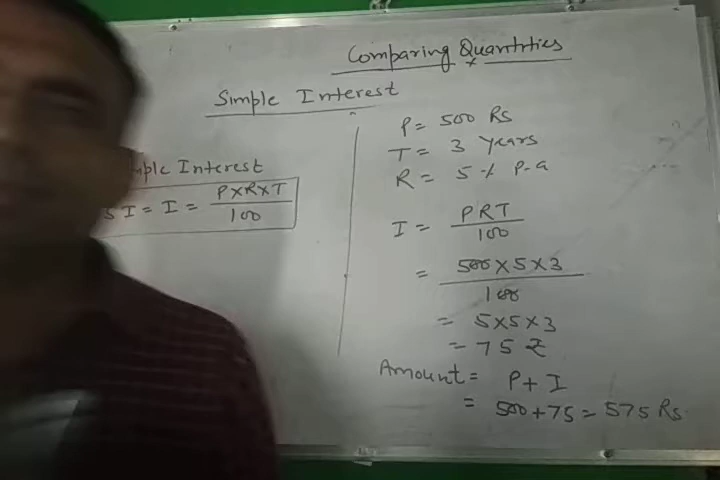 Comparing Quantities
Simple Interest
Simple Interest
S I = I = P×R×T / 100
P = 500 Rs
T = 3 years
R = 5 % p.a
I = PRT / 100
= 500×5×3 / 100
= 5×5×3
= 75 ₹
Amount = P+ I
= 500+75 = 575 Rs.